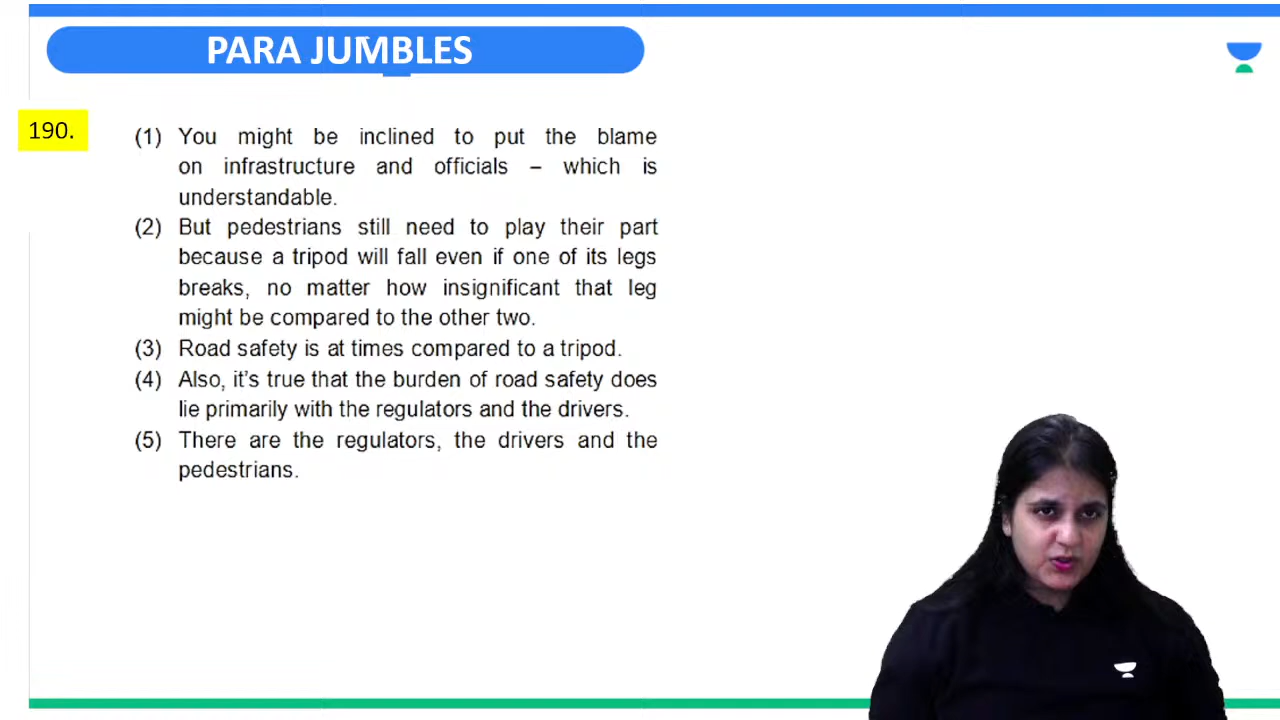 PARA JUMBLES
190.
(1) You might be inclined to put the blame
on infrastructure and officials – which is
understandable.
(2) But pedestrians still need to play their part
because a tripod will fall even if one of its legs
breaks, no matter how insignificant that leg
might be compared to the other two.
(3) Road safety is at times compared to a tripod.
(4) Also, it's true that the burden of road safety does
lie primarily with the regulators and the drivers.
(5) There are the regulators, the drivers and the
pedestrians.